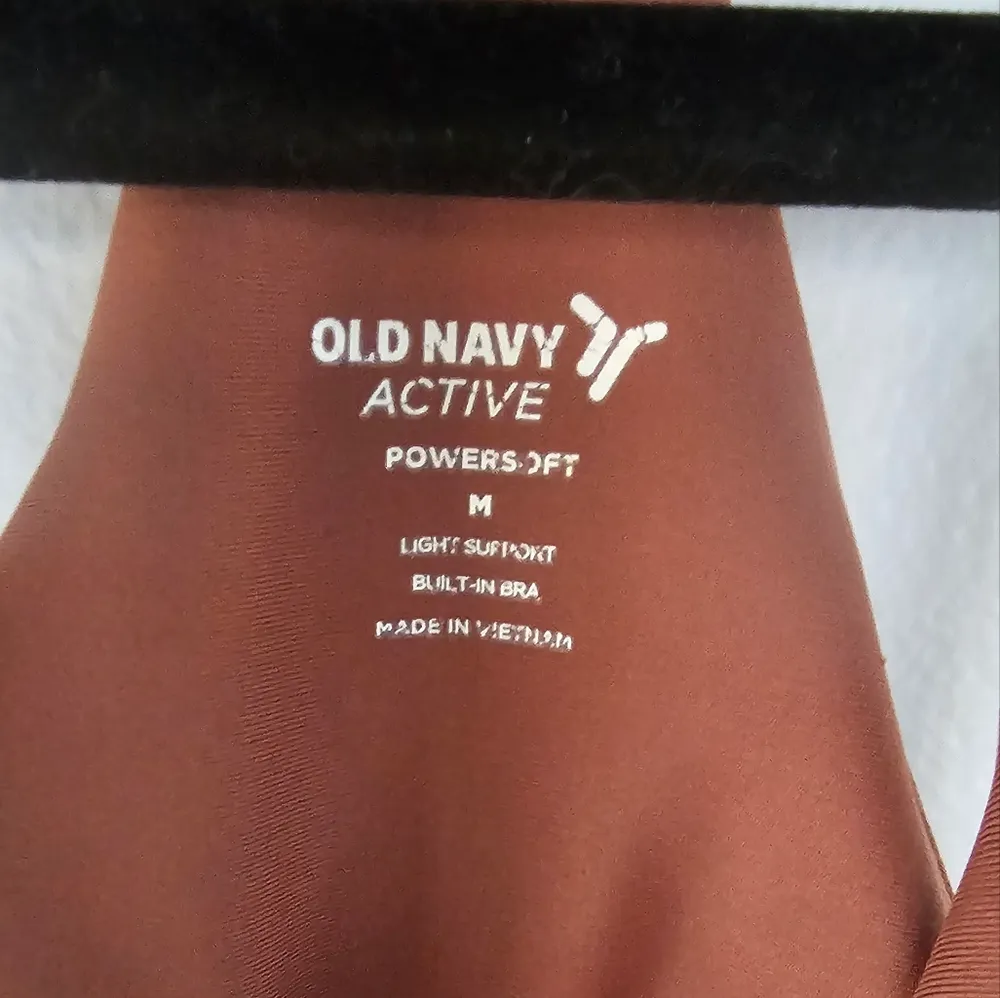 OLD NAVY
ACTIVE
POWERSOFT
M
LIGHT SUPPORT
BUILT-IN BRA
MADE IN VIETNAM